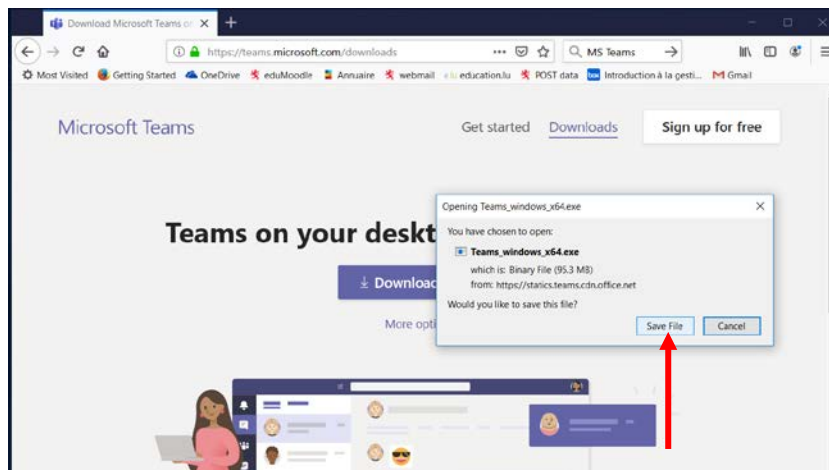 Download Microsoft Teams on
https://teams.microsoft.com/downloads
MS Teams
Most Visited Getting Started OneDrive eduMoodle Annuaire webmail education.lu POST data Introduction à la gesti... Gmail
Microsoft Teams
Get started
Downloads
Sign up for free
Teams on your deskt
Downloa
More opti
Opening Teams_windows_x64.exe
You have chosen to open:
Teams_windows_x64.exe
which is: Binary File (95.3 MB)
from: https://statics.teams.cdn.office.net
Would you like to save this file?
Save File
Cancel